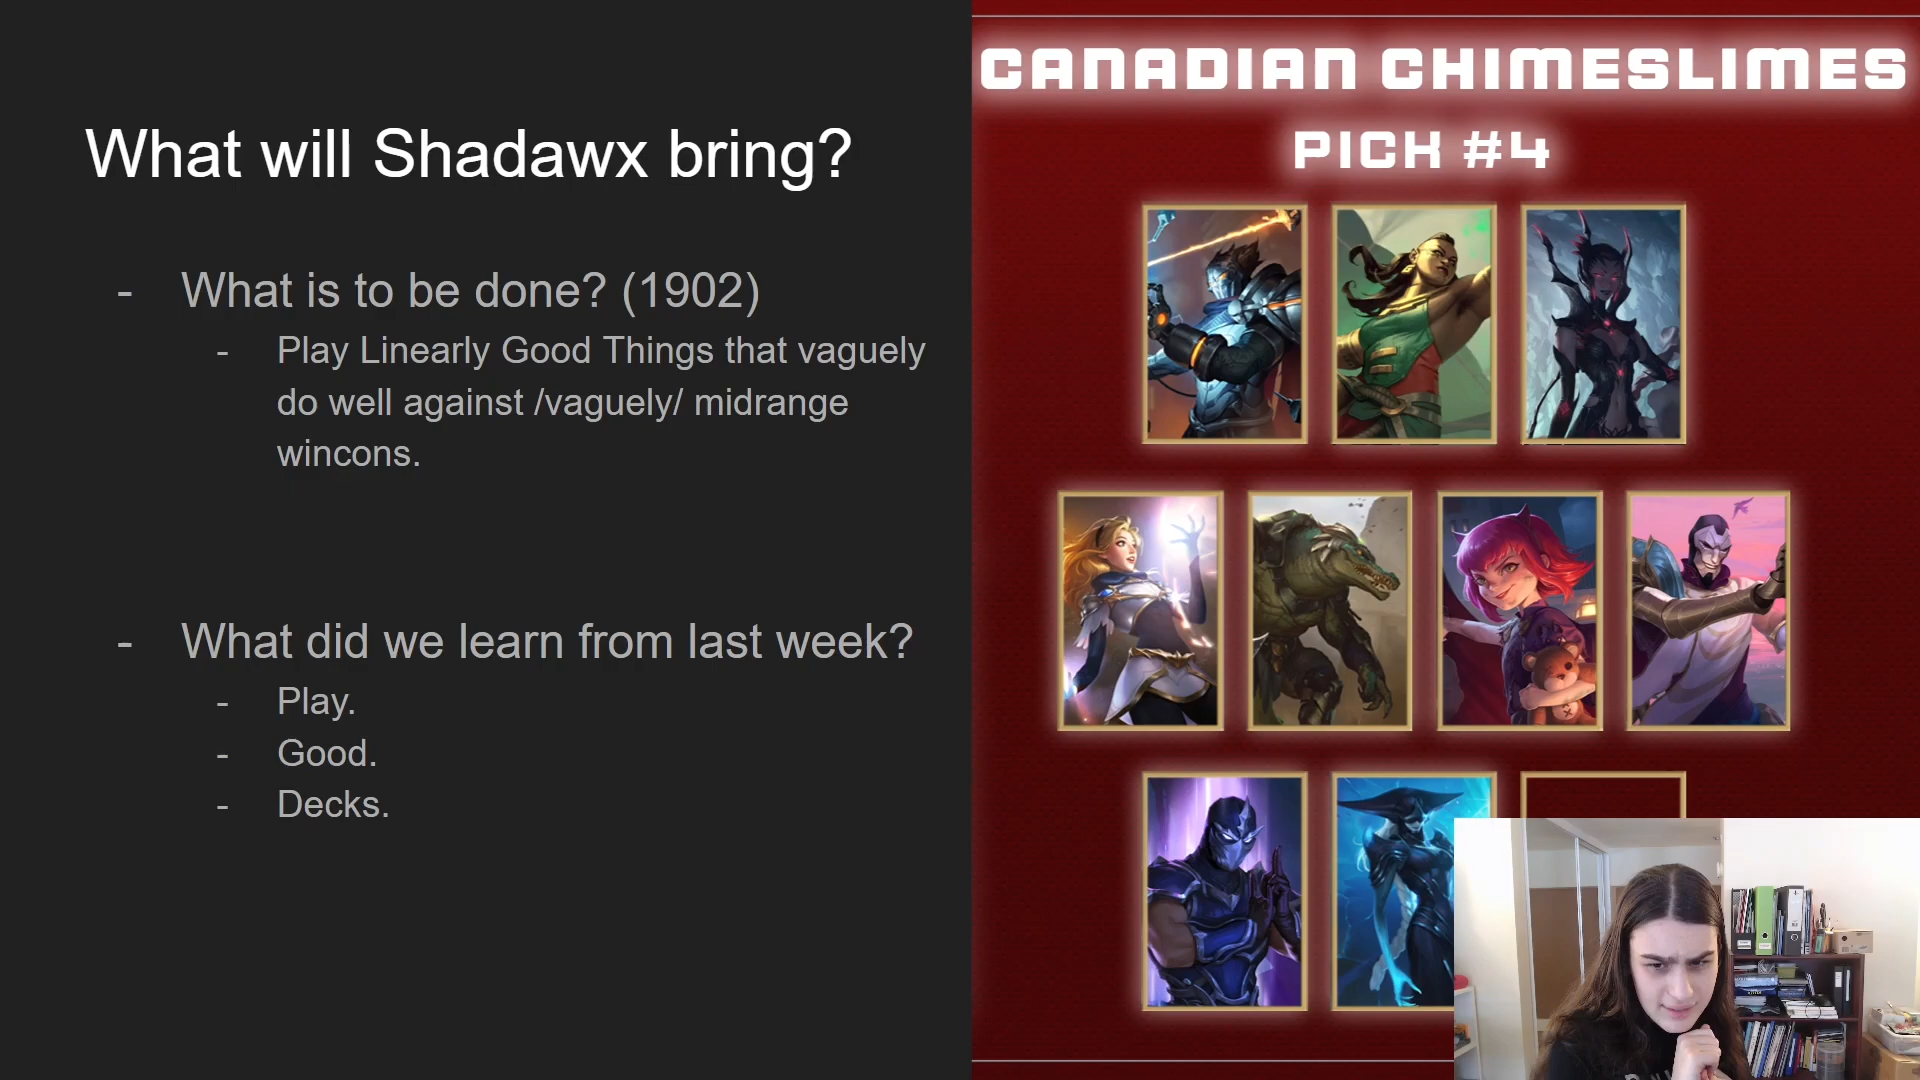 What will Shadawx bring?
- What is to be done? (1902)
- Play Linearly Good Things that vaguely
do well against /vaguely/ midrange
wincons.
- What did we learn from last week?
- Play.
- Good.
- Decks.
CANADIAN CHIMESLIMES
PICK #4